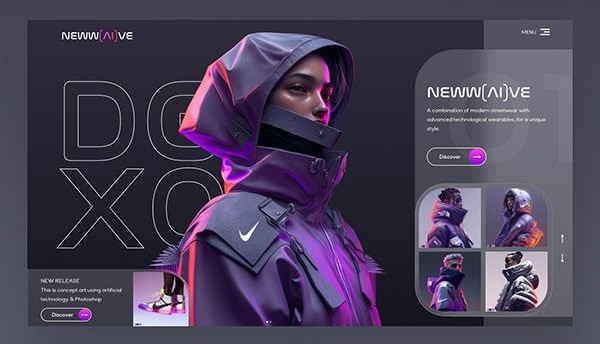 NEWW(AI)VE
MENU
DO
XO
NEWW(AI)VE
01
A combination of modern streetwear with
advanced technological wearables, for a unique
style.
Discover
NEW RELEASE
This is concept art using artificial
technology & Photoshop
Discover